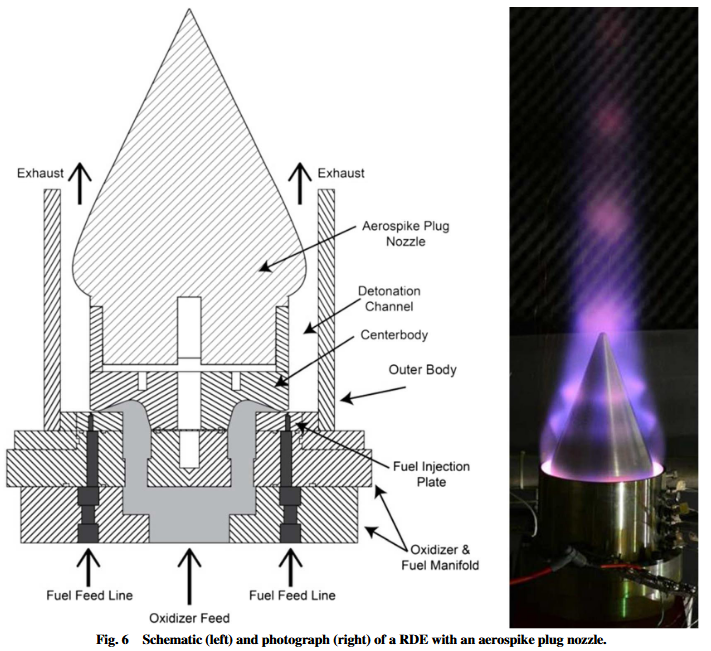 Exhaust
Exhaust
Aerospike Plug
Nozzle
Detonation
Channel
Centerbody
Outer Body
Fuel Injection
Plate
Oxidizer &
Fuel Manifold
Fuel Feed Line
Fuel Feed Line
Oxidizer Feed
Fig. 6 Schematic (left) and photograph (right) of a RDE with an aerospike plug nozzle.